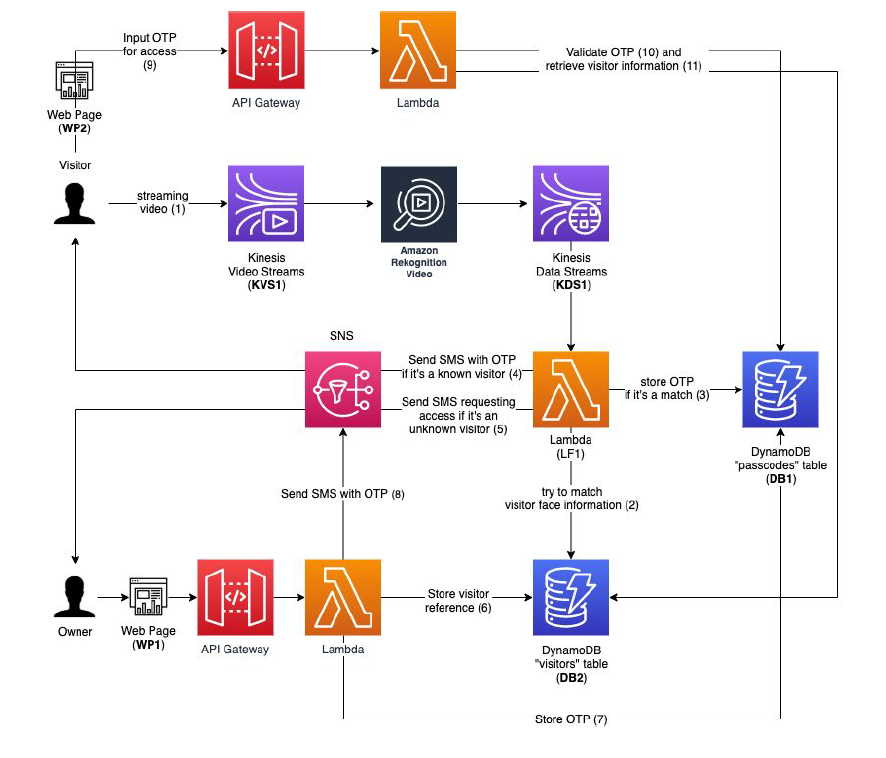 Input OTP
for access
(9)
Validate OTP (10) and
retrieve visitor information (11)
API Gateway
Lambda
Web Page
(WP2)
Visitor
streaming
video (1)
Kinesis
Video Streams
(KVS1)
Amazon
Rekognition
Video
Kinesis
Data Streams
(KDS1)
SNS
Send SMS with OTP
if it's a known visitor (4)
store OTP
if it's a match (3)
Send SMS requesting
access if it's an
unknown visitor (5)
Lambda
(LF1)
DynamoDB
"passcodes" table
(DB1)
Send SMS with OTP (8)
try to match
visitor face information (2)
Store visitor
reference (6)
Owner
Web Page
(WP1)
API Gateway
Lambda
DynamoDB
"visitors" table
(DB2)
Store OTP (7)